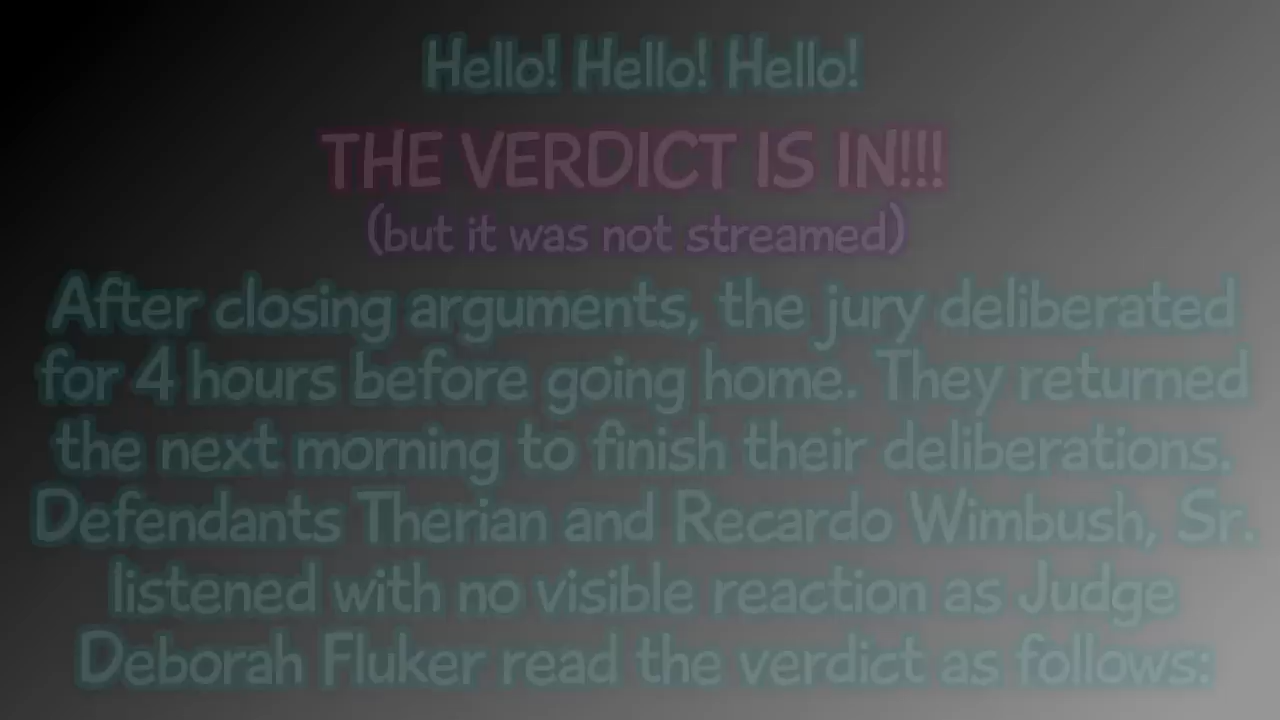 Hello! Hello! Hello!
THE VERDICT IS IN!!!
(but it was not streamed)
After closing arguments, the jury deliberated
for 4 hours before going home. They returned
the next morning to finish their deliberations.
Defendants Therian and Recardo Wimbush, Sr.
listened with no visible reaction as Judge
Deborah Fluker read the verdict as follows: